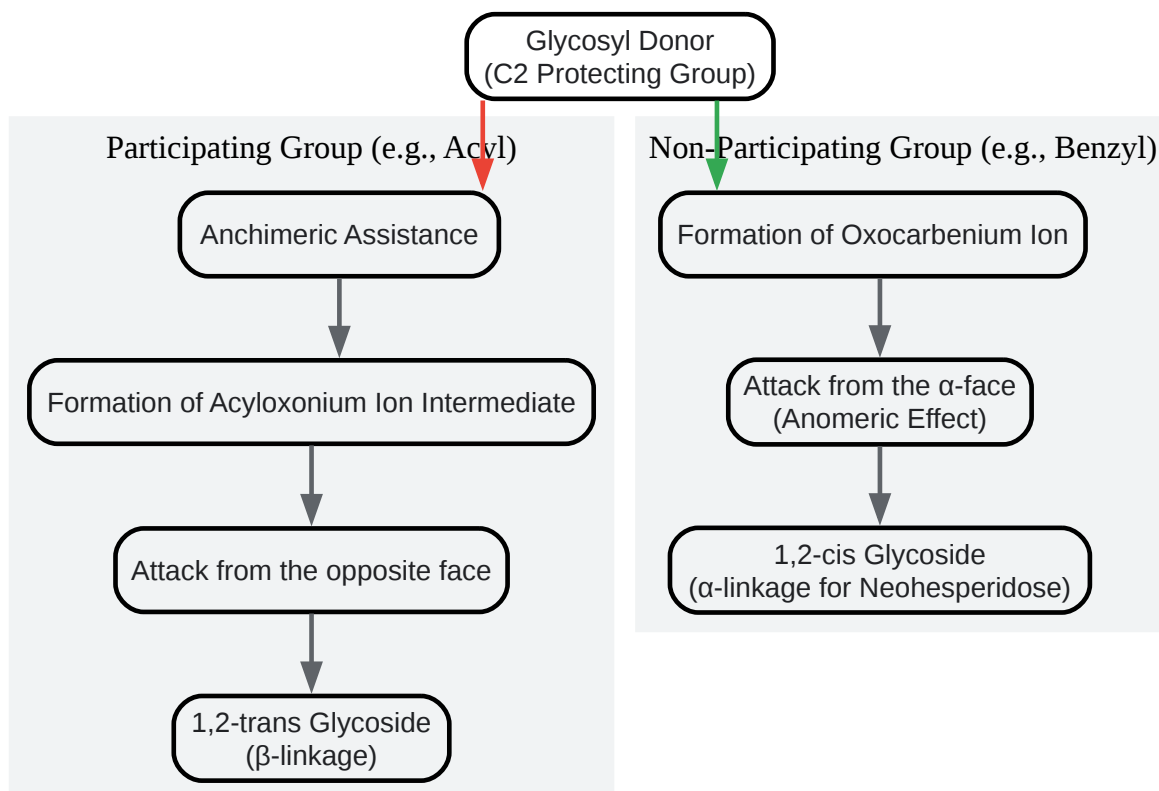 Glycosyl Donor
(C2 Protecting Group)
Participating Group (e.g., Acyl)
Anchimeric Assistance
Formation of Acyloxonium Ion Intermediate
Attack from the opposite face
1,2-trans Glycoside
(β-linkage)
Non-Participating Group (e.g., Benzyl)
Formation of Oxocarbenium Ion
Attack from the α-face
(Anomeric Effect)
1,2-cis Glycoside
(α-linkage for Neohesperidose)